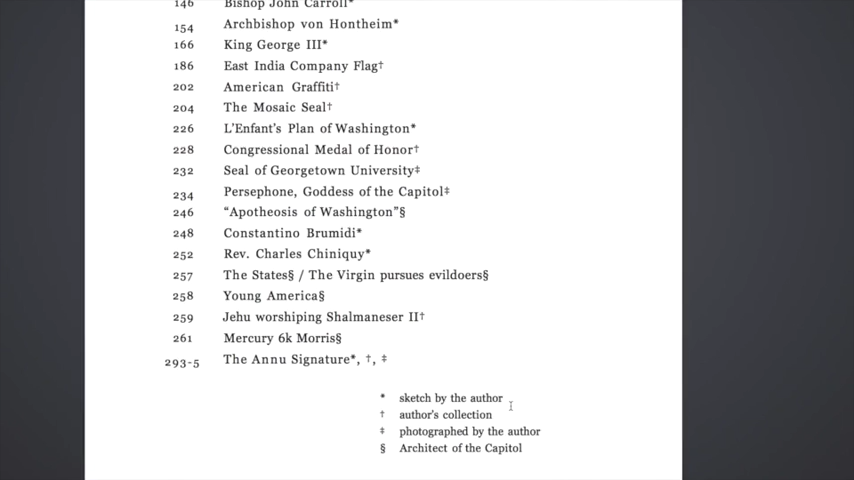 146 Bishop John Carroll*
154 Archbishop von Hontheim*
166 King George III*
186 East India Company Flag†
202 American Graffiti†
204 The Mosaic Seal†
226 L’Enfant’s Plan of Washington*
228 Congressional Medal of Honor†
232 Seal of Georgetown University‡
234 Persephone, Goddess of the Capitol‡
246 “Apotheosis of Washington”§
248 Constantino Brumidi*
252 Rev. Charles Chiniquy*
257 The States§ / The Virgin pursues evildoers§
258 Young America§
259 Jehu worshiping Shalmaneser II†
261 Mercury 6k Morris§
293-5 The Annu Signature*, †, ‡
* sketch by the author
† author's collection
‡ photographed by the author
§ Architect of the Capitol